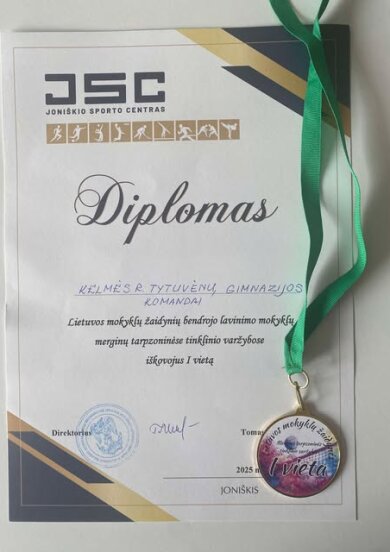 JSC
JONIŠKIO SPORTO CENTRAS
Diplomas
KELMĖS R. TYTUVĖNŲ GIMNAZIJOS
KOMANDAI
Lietuvos mokyklų žaidynių bendrojo lavinimo mokyklų
merginų tarpzoninėse tinklinio varžybose
iškovojus I vietą
Direktorius
2025
JONIŠKIS
mokyklų
I vieta